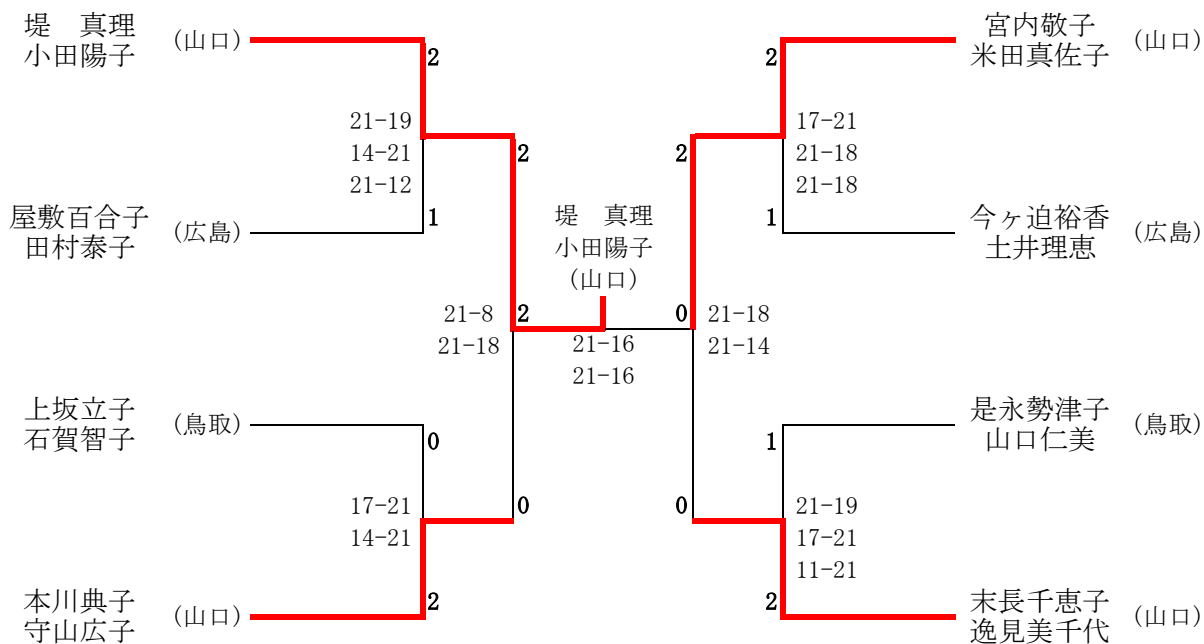 堤　真理
小田陽子
(山口)
2
21-19
14-21
21-12
2
屋敷百合子
田村泰子
(広島)
1
21-8
21-18
2
上坂立子
石賀智子
(鳥取)
0
17-21
14-21
0
本川典子
守山広子
(山口)
2
堤　真理
小田陽子
(山口)
21-16
21-16
宮内敬子
米田真佐子
(山口)
2
17-21
21-18
21-18
2
今ヶ迫裕香
土井理恵
(広島)
1
0
21-18
21-14
是永勢津子
山口仁美
(鳥取)
1
21-19
17-21
11-21
0
末長千恵子
逸見美千代
(山口)
2